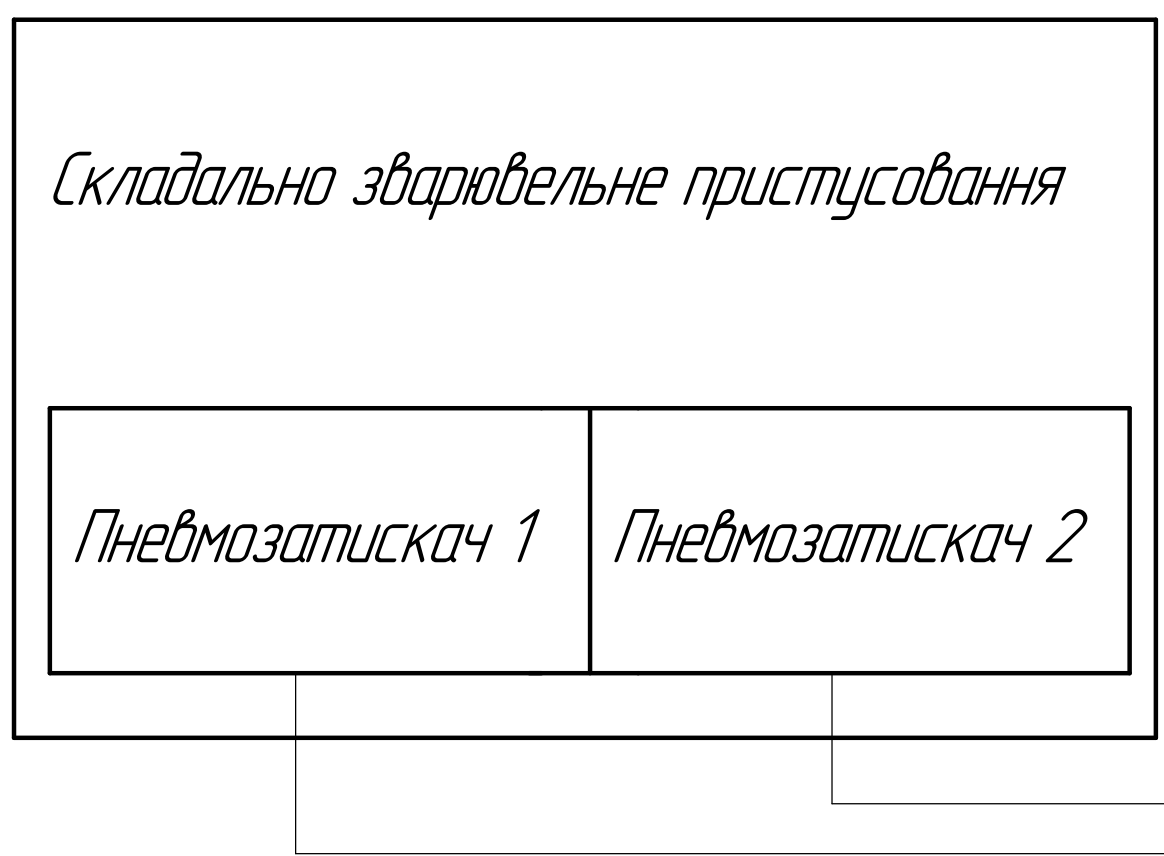 Складально зварювельне пристусовання
Пневмозатискач 1
Пневмозатискач 2